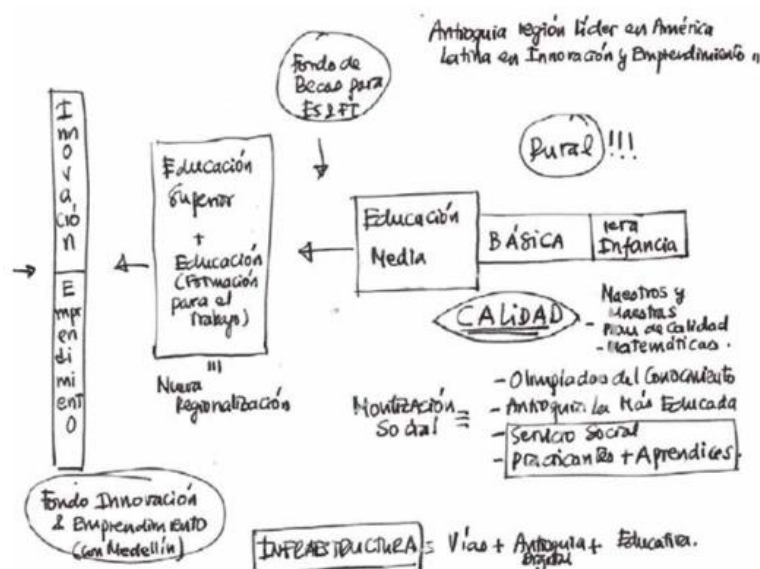 Antioquia región líder en América
Latina en Innovación y Emprendimiento
Fondo de
Becas para
ES &FT
Rural !!!
Innovación
Emprendimiento
Educación
Superior
+
Educación
(Formación
para el
Trabajo)
Nueva
Regionalización
Educación
Media
BÁSICA
1era
Infancia
CALIDAD
Maestros y
Maestras
- Plan de Calidad
- Matemáticas.
Movilización
Social
- Olimpiadas del Conocimiento
- Antioquia La Más Educada
- Servicio Social
- Practicantes + Aprendices.
Fondo Innovación
& Emprendimiento
(con Medellín)
INFRAESTRUCTURA = Vías + Antioquia + Educativa.
Digital